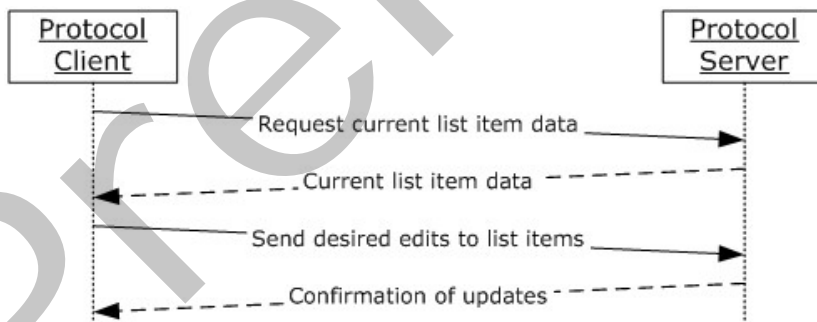 Protocol
Client
Protocol
Server
Request current list item data
Current list item data
Send desired edits to list items
Confirmation of updates